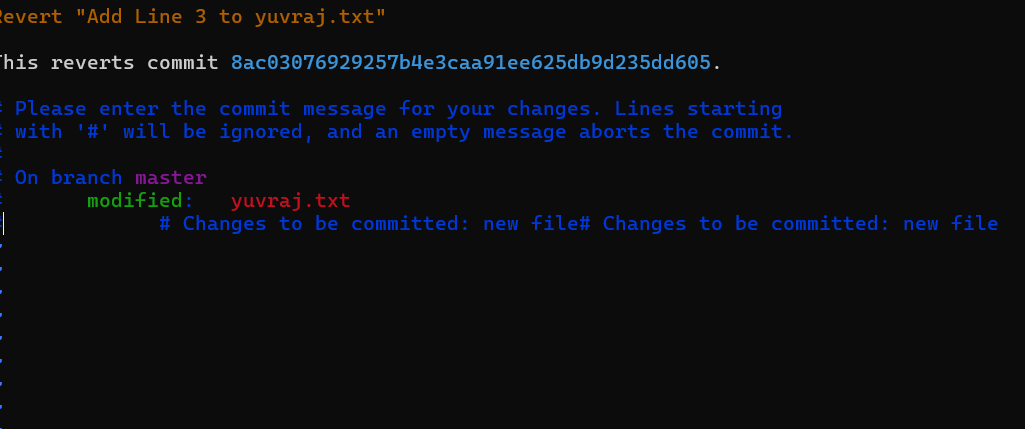 Revert "Add Line 3 to yuvraj.txt"
This reverts commit 8ac03076929257b4e3caa91ee625db9d235dd605.
# Please enter the commit message for your changes. Lines starting
# with '#' will be ignored, and an empty message aborts the commit.
#
# On branch master
#       modified:   yuvraj.txt
#             # Changes to be committed: new file# Changes to be committed: new file
~
~
~
~
~
~
~
~
~